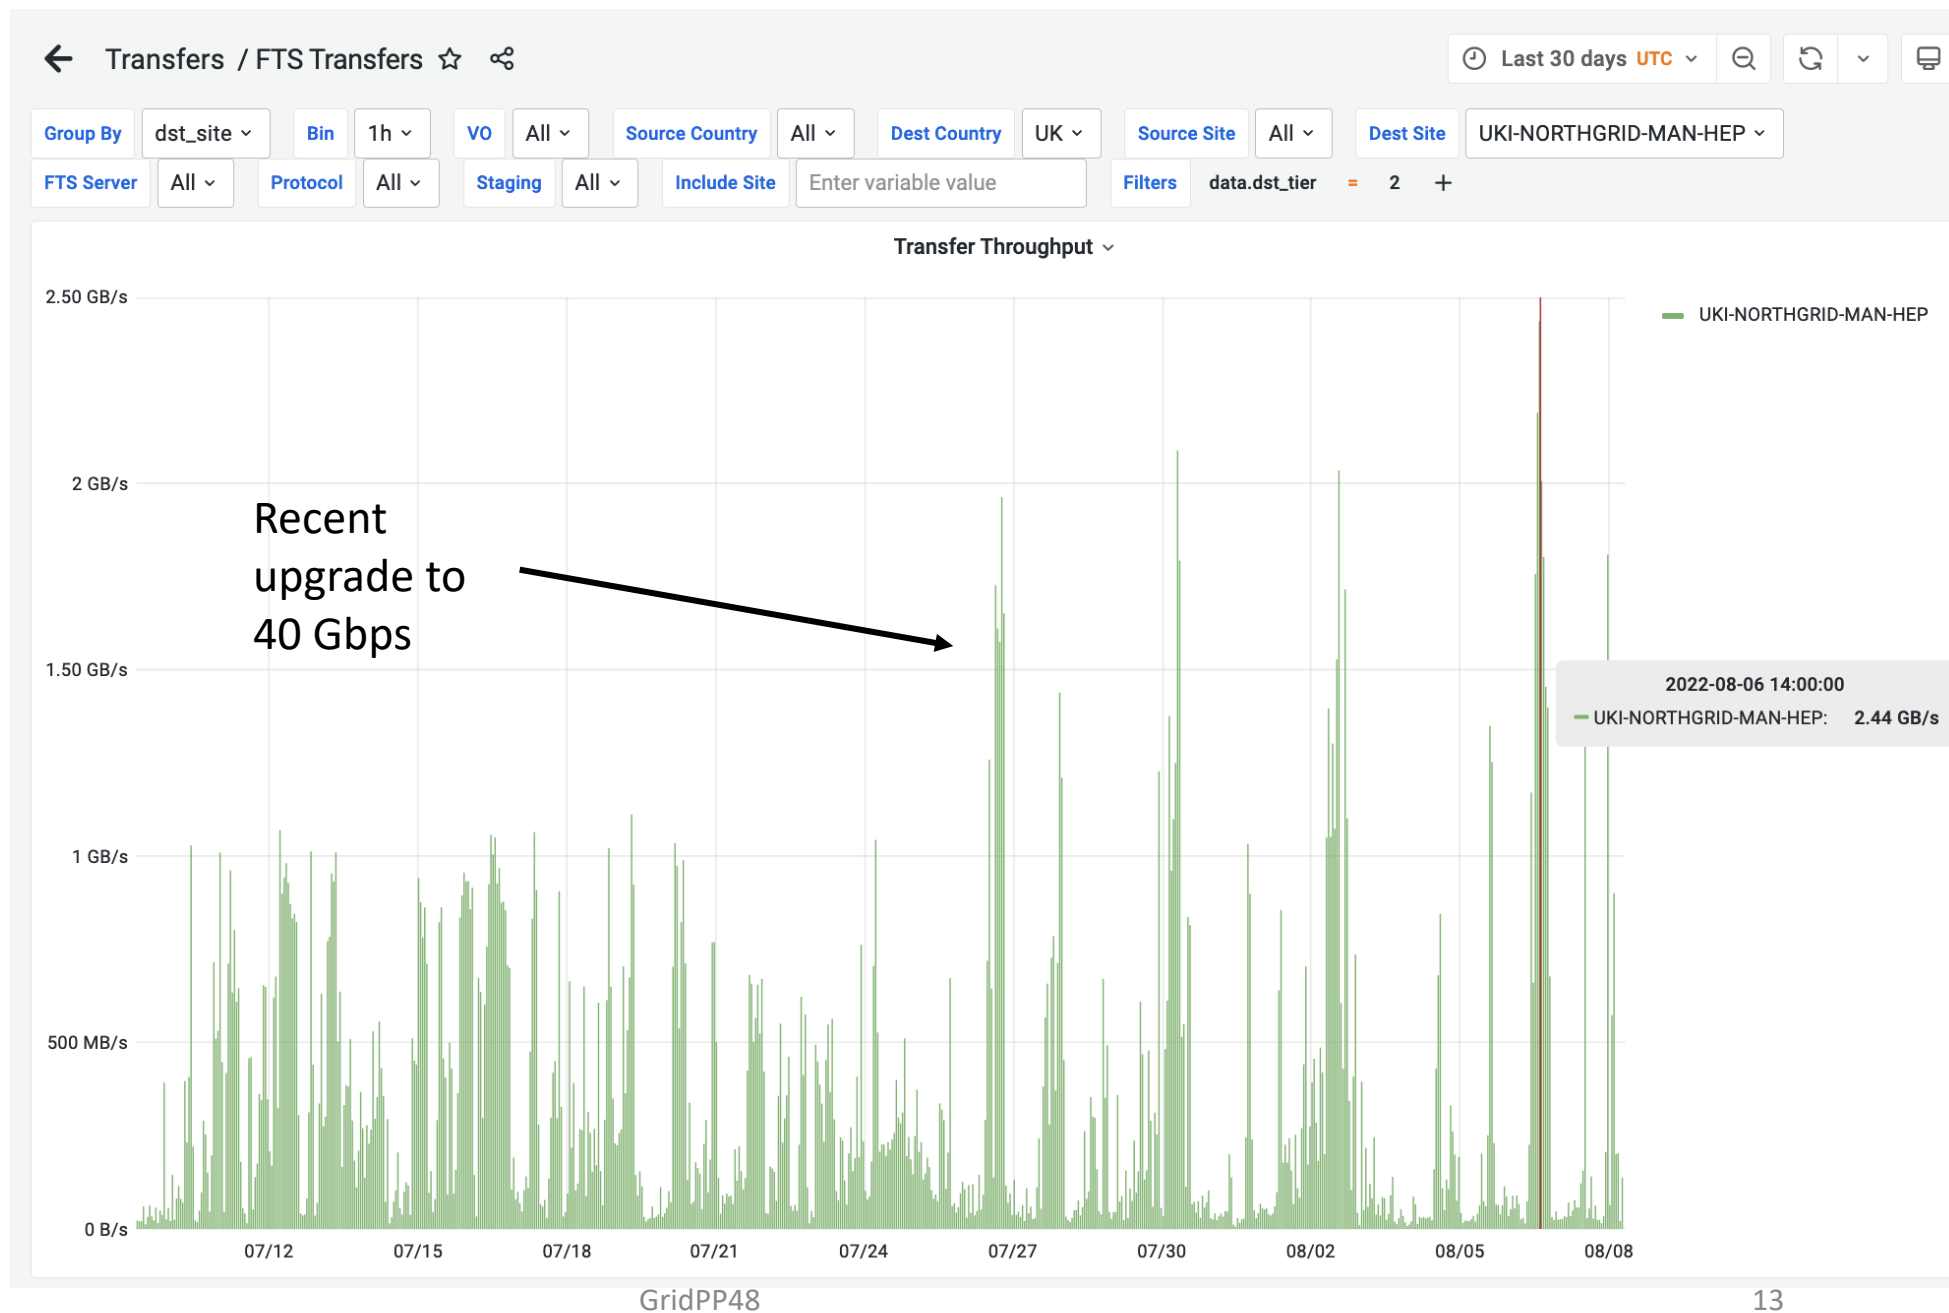 Transfers / FTS Transfers
Last 30 days UTC
Group By dst_site Bin 1h VO All Source Country All Dest Country UK Source Site All Dest Site UKI-NORTHGRID-MAN-HEP
FTS Server All Protocol All Staging All Include Site Enter variable value Filters data.dst_tier = 2 +
Transfer Throughput
2.50 GB/s
UKI-NORTHGRID-MAN-HEP
2 GB/s
Recent
upgrade to
40 Gbps
1.50 GB/s
2022-08-06 14:00:00
UKI-NORTHGRID-MAN-HEP: 2.44 GB/s
1 GB/s
500 MB/s
0 B/s
07/12 07/15 07/18 07/21 07/24 07/27 07/30 08/02 08/05 08/08
GridPP48 13